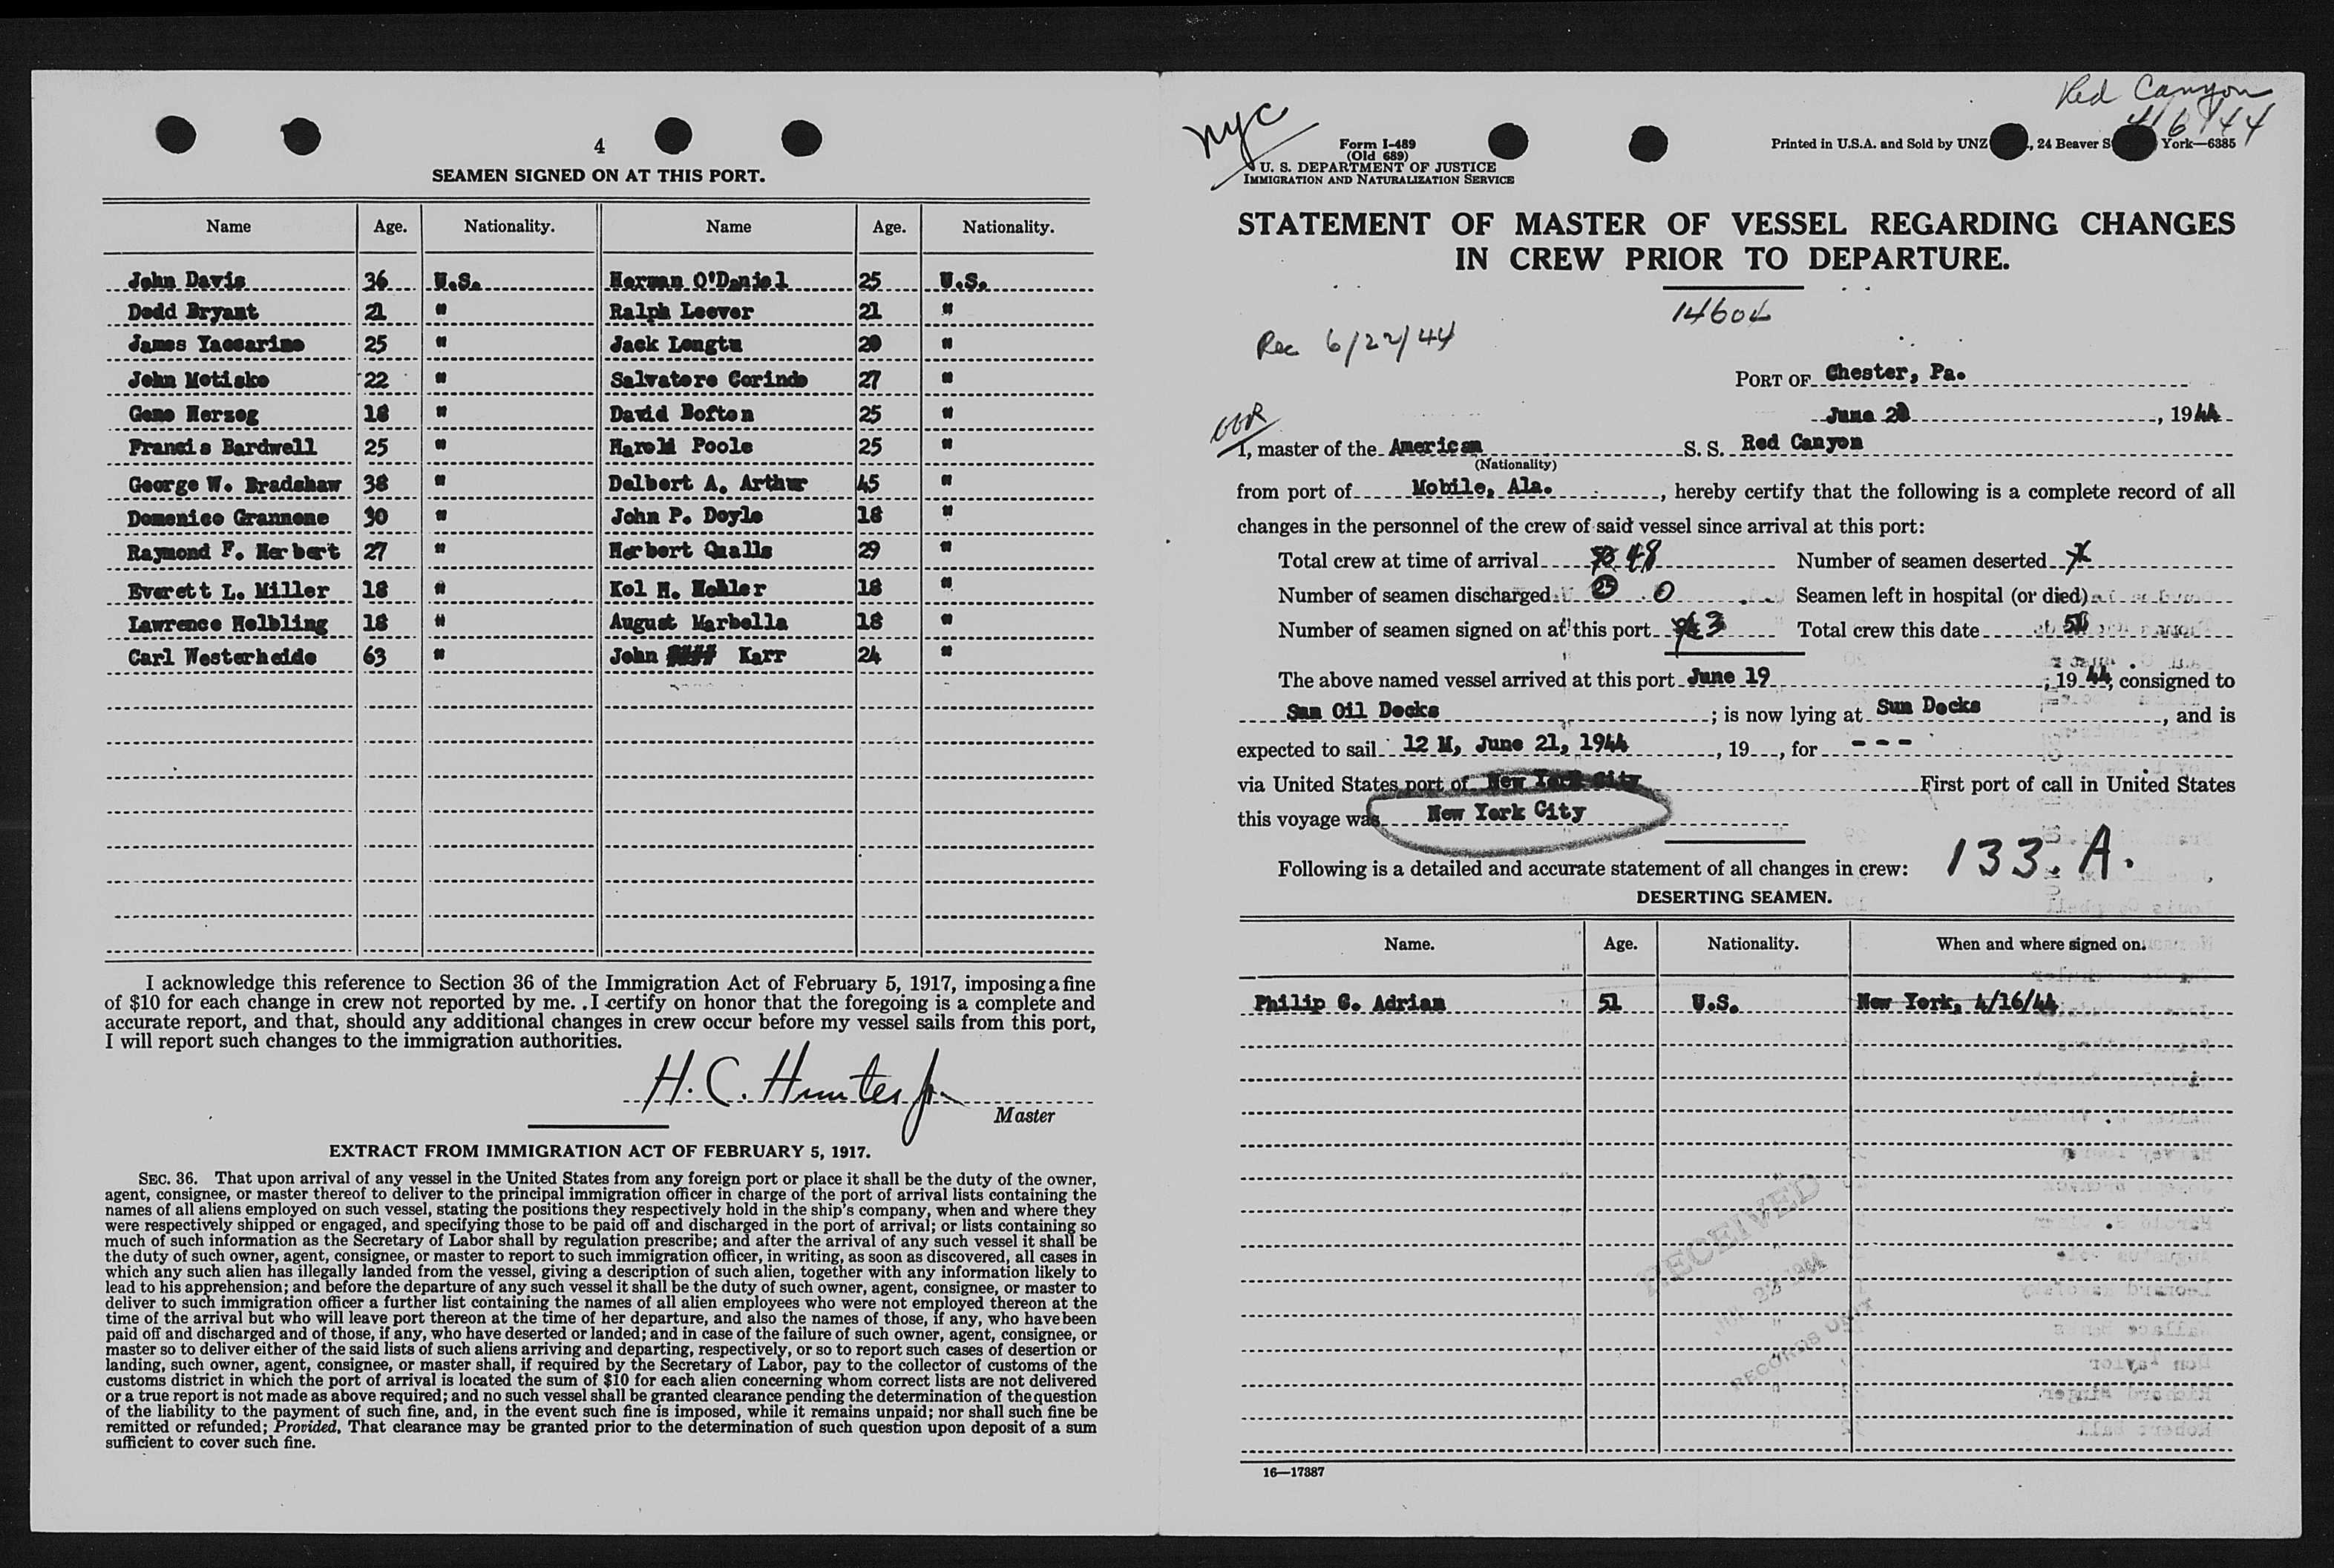 4
SEAMEN SIGNED ON AT THIS PORT.
Name Age. Nationality. Name Age. Nationality.
John Davis 36 U.S. Herman O'Daniel 25 U.S.
Dodd Bryant 21 " Ralph Leever 21 "
James Yaccarino 25 " Jack Longtu 20 "
John Motisko 22 " Salvatore Corindo 27 "
Gene Herzog 18 " David Bofton 25 "
Francis Bardwell 25 " Harold Poole 25 "
George W. Bradshaw 38 " Delbert A. Arthur 45 "
Domenico Grannone 30 " John P. Doyle 18 "
Raymond F. Herbert 27 " Herbert Qualls 29 "
Everett L. Miller 18 " Kol H. 18 "
Lawrence Helbling 18 " August Marbella 18 "
Carl Westerheide 63 " John Karr 24 "
I acknowledge this reference to Section 36 of the Immigration Act of February 5, 1917, imposing a fine
of $10 for each change in crew not reported by me. . I certify on honor that the foregoing is a complete and
accurate report, and that, should any additional changes in crew occur before my vessel sails from this port,
I will report such changes to the immigration authorities.
H. C. Hunter Jr
Master
EXTRACT FROM IMMIGRATION ACT OF FEBRUARY 5, 1917.
SEC. 36. That upon arrival of any vessel in the United States from any foreign port or place it shall be the duty of the owner,
agent, consignee, or master thereof to deliver to the principal immigration officer in charge of the port of arrival lists containing the
names of all aliens employed on such vessel, stating the positions they respectively hold in the ship's company, when and where they
were respectively shipped or engaged, and specifying those to be paid off and discharged in the port of arrival; or lists containing so
much of such information as the Secretary of Labor shall by regulation prescribe; and after the arrival of any such vessel it shall be
the duty of such owner, agent, consignee, or master to report to such immigration officer, in writing, as soon as discovered, all cases in
which any such alien has illegally landed from the vessel, giving a description of such alien, together with any information likely to
lead to his apprehension; and before the departure of any such vessel it shall be the duty of such owner, agent, consignee, or master to
deliver to such immigration officer a further list containing the names of all alien employees who were not employed thereon at the
time of the arrival but who will leave port thereon at the time of her departure, and also the names of those, if any, who have been
paid off and discharged and of those, if any, who have deserted or landed; and in case of the failure of such owner, agent, consignee, or
master so to deliver either of the said lists of such aliens arriving and departing, respectively, or so to report such cases of desertion or
landing, such owner, agent, consignee, or master shall, if required by the Secretary of Labor, pay to the collector of customs of the
customs district in which the port of arrival is located the sum of $10 for each alien concerning whom correct lists are not delivered
or a true report is not made as above required; and no such vessel shall be granted clearance pending the determination of the question
of the liability to the payment of such fine, and, in the event such fine is imposed, while it remains unpaid; nor shall such fine be
remitted or refunded; Provided, That clearance may be granted prior to the determination of such question upon deposit of a sum
sufficient to cover such fine.
Red Canyon
4/6/44
nyc
Form I-489
(Old 689)
U. S. DEPARTMENT OF JUSTICE
IMMIGRATION AND NATURALIZATION SERVICE
Printed in U.S.A. and Sold by UNZ , 24 Beaver S York—6385
STATEMENT OF MASTER OF VESSEL REGARDING CHANGES
IN CREW PRIOR TO DEPARTURE.
Rec 6/22/44
PORT OF Chester, Pa.
June 20, 1944
I, master of the American S. S. Red Canyon
(Nationality)
from port of Mobile, Ala., hereby certify that the following is a complete record of all
changes in the personnel of the crew of said vessel since arrival at this port:
Total crew at time of arrival 48 Number of seamen deserted
Number of seamen discharged 25 0 Seamen left in hospital (or died)
Number of seamen signed on at this port 3 Total crew this date
The above named vessel arrived at this port June 19, 1944, consigned to
Sun Oil Docks; is now lying at Sun Docks, and is
expected to sail 12 M, June 21, 1944, 19 , for - - -
via United States port of New York City First port of call in United States
this voyage was New York City
Following is a detailed and accurate statement of all changes in crew:
133. A.
DESERTING SEAMEN.
Name. Age. Nationality. When and where signed on.
Philip C. Adrian 51 U.S. New York, 4/16/44
RECEIVED
22 1944
RECORDS UNIT
16—17387